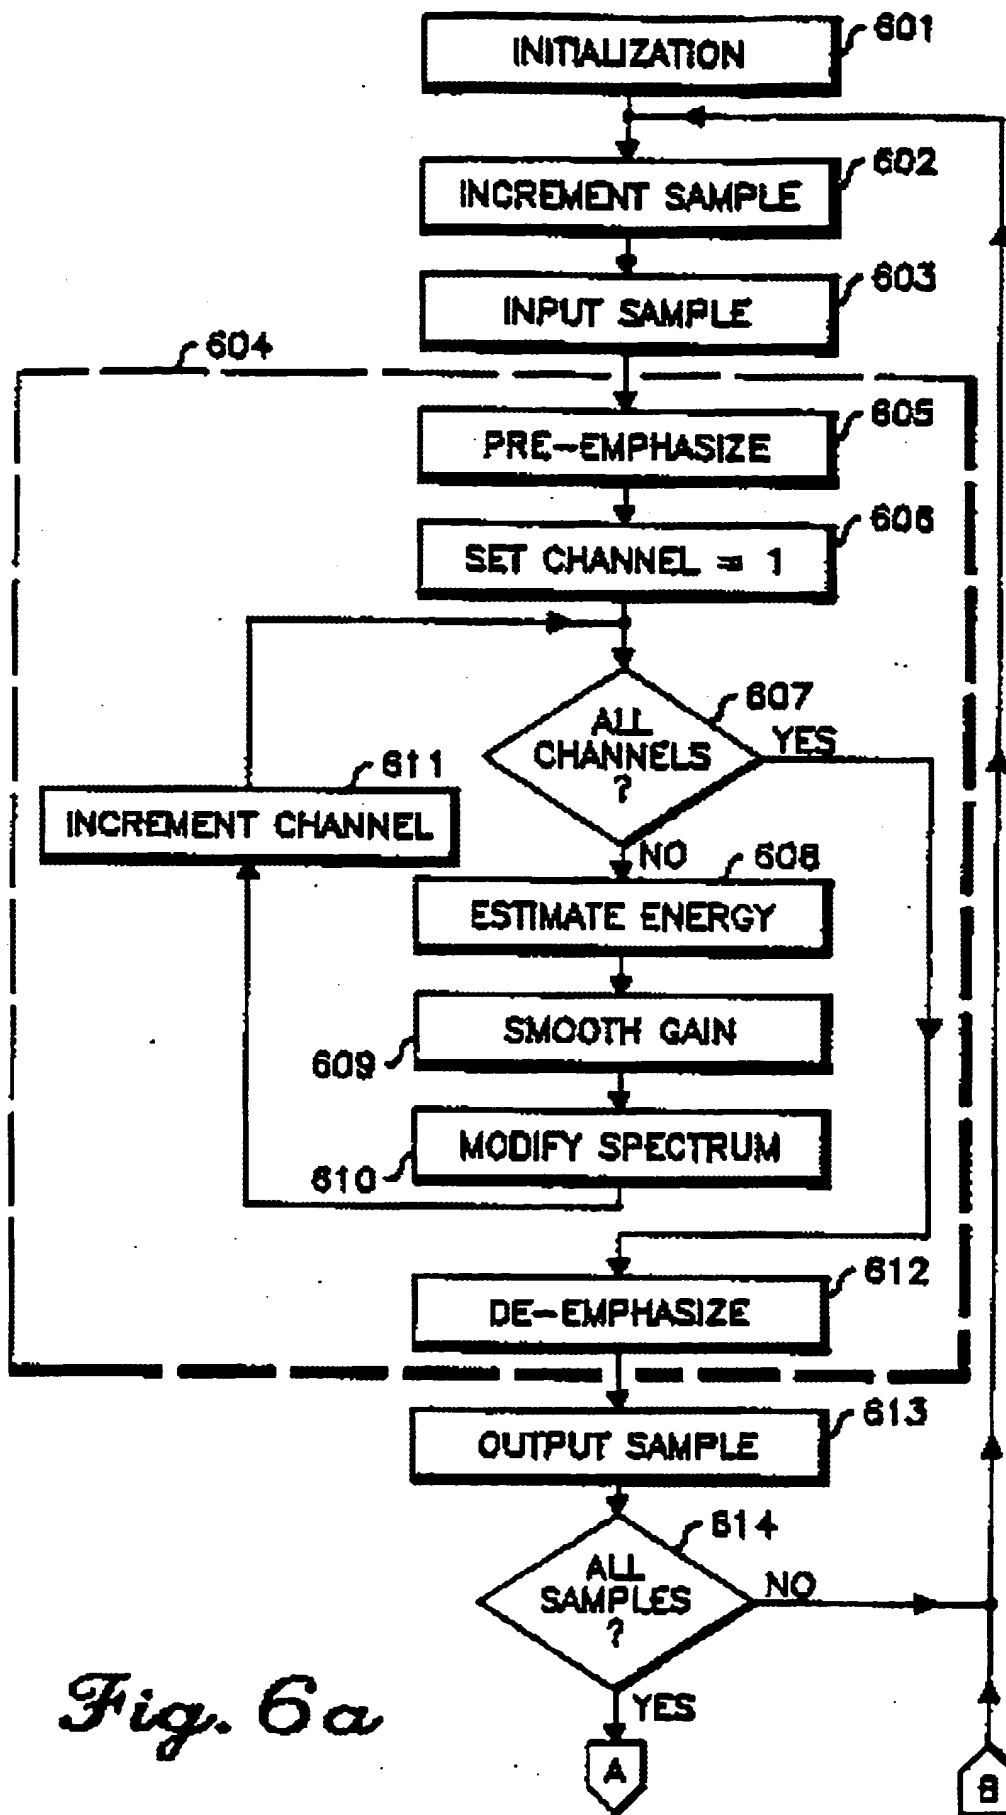 INITIALIZATION
601
INCREMENT SAMPLE
602
INPUT SAMPLE
603
604
PRE-EMPHASIZE
605
SET CHANNEL = 1
606
ALL
CHANNELS
?
607
YES
NO
INCREMENT CHANNEL
611
ESTIMATE ENERGY
608
SMOOTH GAIN
609
MODIFY SPECTRUM
610
DE-EMPHASIZE
612
OUTPUT SAMPLE
613
ALL
SAMPLES
?
614
NO
YES
A
B
Fig. 6a